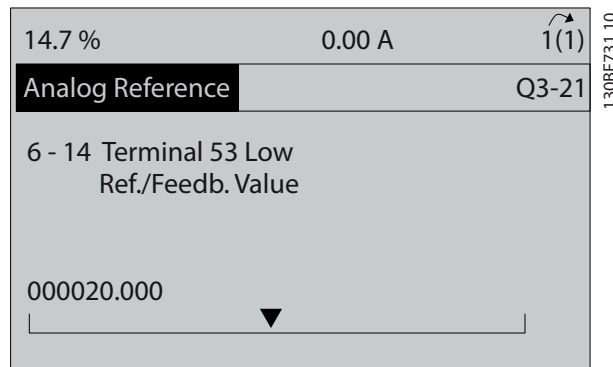 14.7 % 0.00 A 1(1)
Analog Reference Q3-21
6 - 14 Terminal 53 Low
Ref./Feedb. Value
000020.000
130BF731.10